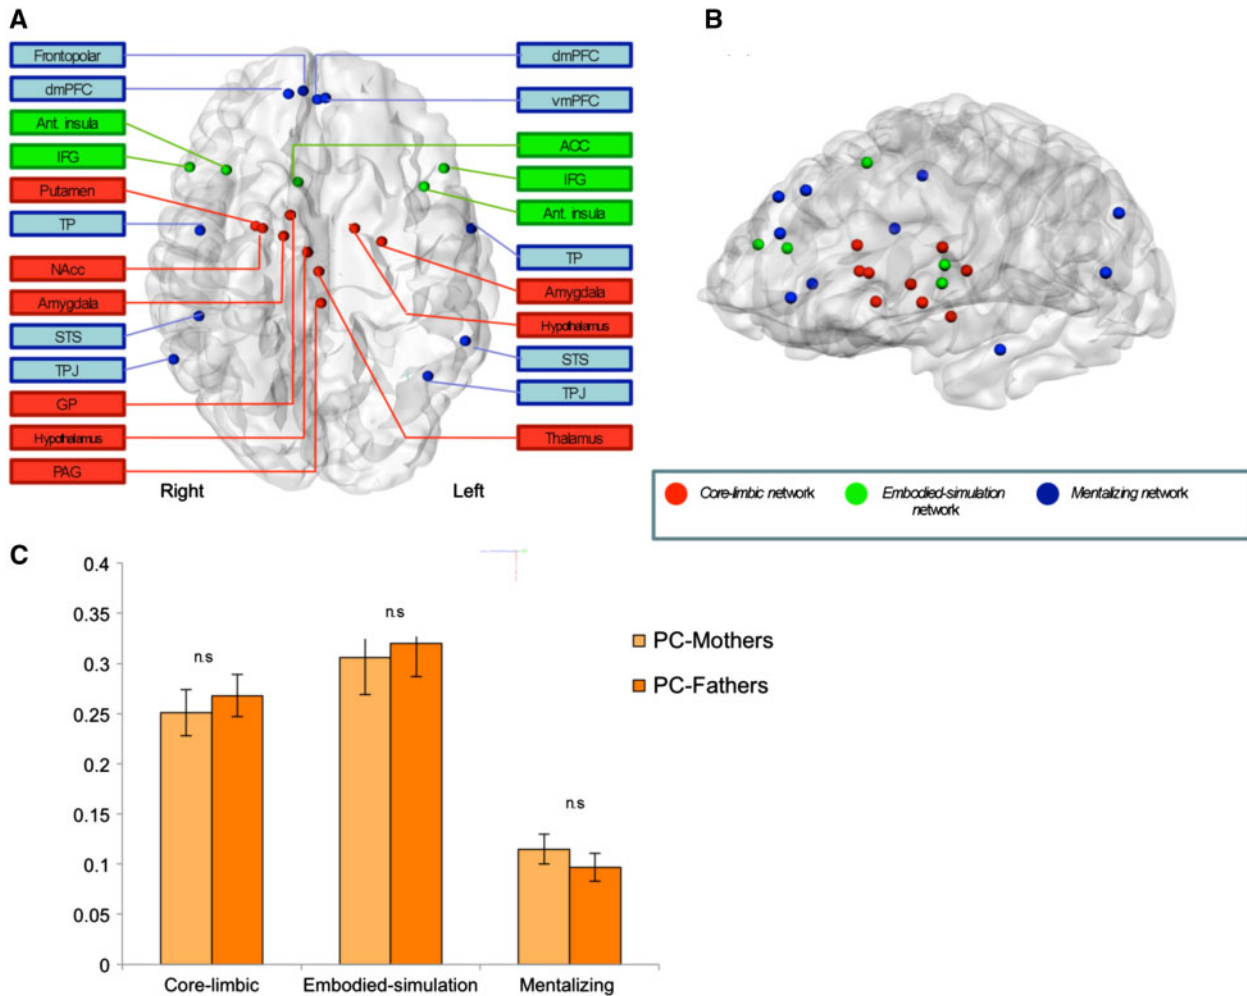 A
Frontopolar
dmPFC
Ant. insula
IFG
Putamen
TP
NAcc
Amygdala
STS
TPJ
GP
Hypothalamus
PAG
dmPFC
vmPFC
ACC
IFG
Ant. insula
TP
Amygdala
Hypothalamus
STS
TPJ
Thalamus
Right
Left
B
Core-limbic network
Embodied-simulation
network
Mentalizing network
C
0.4
0.35
0.3
0.25
0.2
0.15
0.1
0.05
0
n.s
n.s
n.s
PC-Mothers
PC-Fathers
Core-limbic
Embodied-simulation
Mentalizing